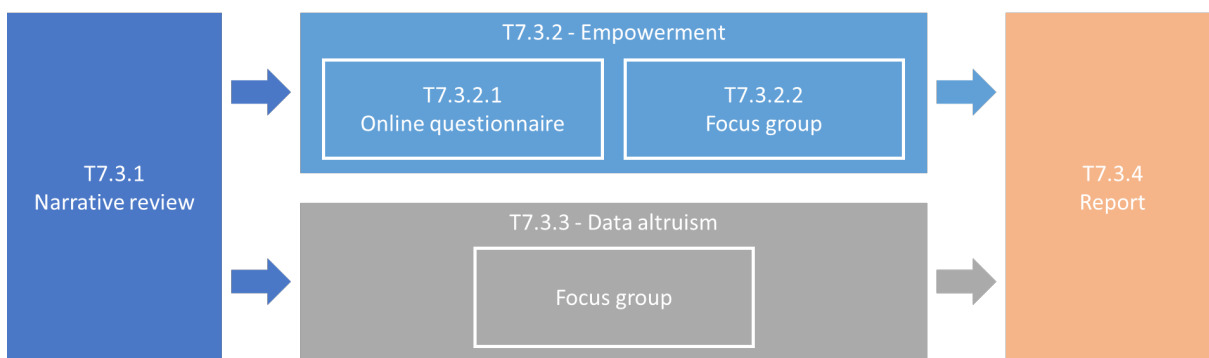 T7.3.1
Narrative review
T7.3.2 - Empowerment
T7.3.2.1
Online questionnaire
T7.3.2.2
Focus group
T7.3.3 - Data altruism
Focus group
T7.3.4
Report